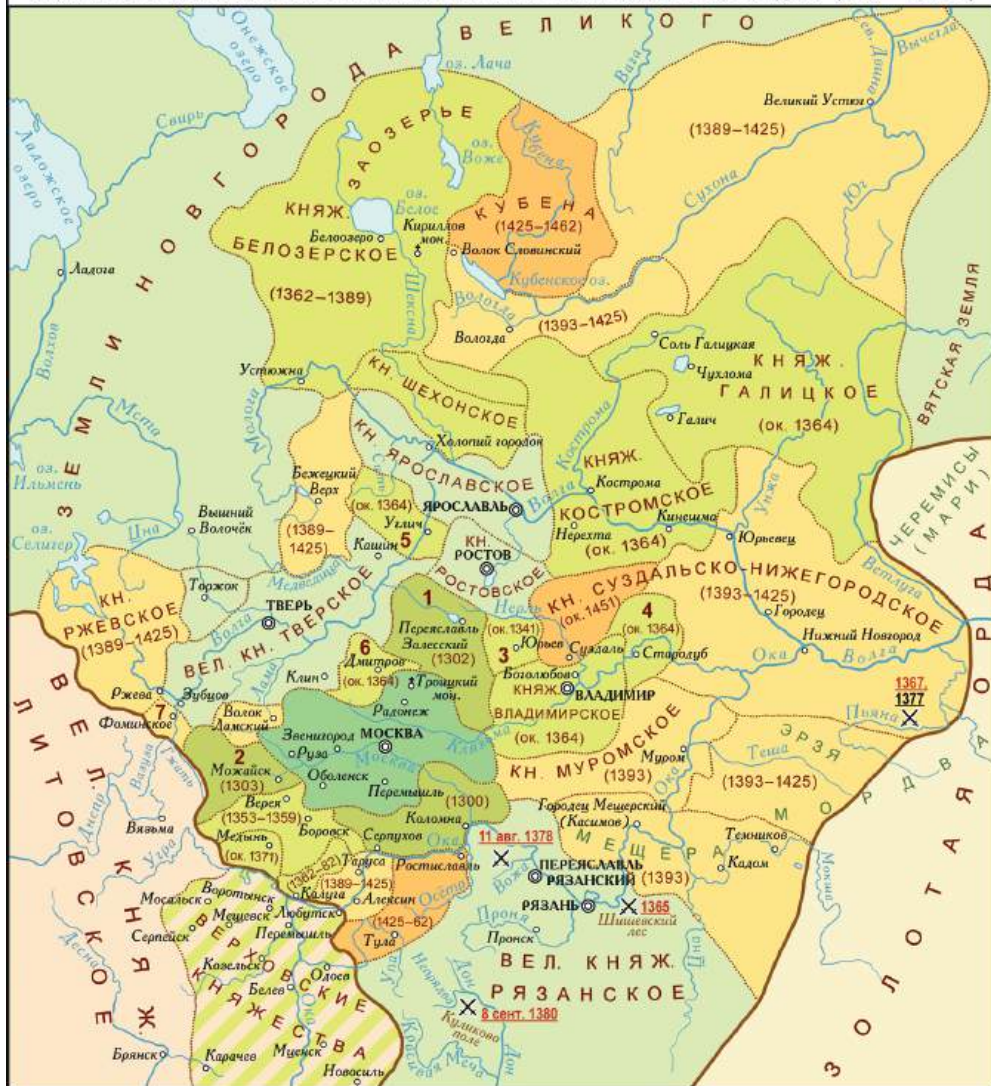 ЗЕМЛИ НОВГОРОДА ВЕЛИКОГО
Онежское
озеро
оз. Лача
Вага
Сев. Двина
Вычегда
Свирь
Ладожское
озеро
Великий Устюг
(1389–1425)
ЗАОЗЕРЬЕ
оз.
Воже
Кубена
КУБЕНА
(1425–1462)
Сухона
Юг
КНЯЖ.
БЕЛОЗЕРСКОЕ
(1362–1389)
оз.
Белое
Белоозеро
Кириллов
мон.
Волок Словинский
Кубенское оз.
Шексна
Ладога
Волхов
Вологда
Вологда
(1393–1425)
Соль Галицкая
Чухлома
КНЯЖ.
ГАЛИЦКОЕ
(ок. 1364)
Галич
ВЯТСКАЯ ЗЕМЛЯ
Устюжна
КН. ШЕХОНСКОЕ
Молога
Мста
Холопий городок
Кострома
оз.
Ильмень
КН.
ЯРОСЛАВСКОЕ
Бежецкий
Верх
(1389–
1425)
(ок. 1364)
Углич
5
ЯРОСЛАВЛЬ
Волга
КНЯЖ.
Кострома
КОСТРОМСКОЕ
Нерехта
Кинешма
(ок. 1364)
Унжа
Юрьевец
ЧЕРЕМИСЫ
(МАРИ)
Ветлуга
Вышний
Волочёк
Цна
оз.
Селигер
Кашин
КН.
РОСТОВ
РОСТОВСКОЕ
Медведица
Торжок
КН.
РЖЕВСКОЕ
(1389–1425)
ТВЕРЬ
Волга
ВЕЛ. КН. ТВЕРСКОЕ
Нерль
КН. СУЗДАЛЬСКО-НИЖЕГОРОДСКОЕ
(ок. 1451)
(1393–1425)
Городец
Нижний Новгород
Волга
Ока
1
Переяславль
Залесский
(1302)
(ок. 1341)
3
Юрьев
Суздаль
4
(ок. 1364)
Стародуб
Боголюбов
КНЯЖ.
ВЛАДИМИР
ВЛАДИМИРСКОЕ
(ок. 1364)
6
Дмитров
(ок. 1364)
Клин
Лама
Троицкий
мон.
Радонеж
Ржева
Зубцов
7
Фоминское
Волок
Ламский
Звенигород
Руза
МОСКВА
Москва
Клязьма
1367.
1377
Пьяна
2
Можайск
(1303)
Оболенск
Перемышль
КН. МУРОМСКОЕ
(1393)
Муром
Ока
Теша
ЭРЗЯ
(1393–1425)
МОРДВА
Верея
(1353–1359)
Боровск
Медынь
(ок. 1371)
(1300)
Коломна
Серпухов
Ока
Городец Мещерский
(Касимов)
МЕЩЕРА
(1393)
Темников
Кадом
Мокша
Днепр
Вазуза
Гжать
Вязьма
Угра
(1362–82)
Таруса
(1389–1425)
Калуга
Алексин
Ростиславль
Осётр
(1425–62)
Тула
Упа
11 авг. 1378
Вожа
ПЕРЕЯСЛАВЛЬ
РЯЗАНСКИЙ
РЯЗАНЬ
1365
Шишевский
лес
Проня
Пронск
Цна
ВЕЛ. КНЯЖ.
РЯЗАНСКОЕ
Мосальск
Воротынск
Мещевск
Любутск
Перемышль
Серпейск
Козельск
Одоев
Белев
Десна
ВЕРХОВСКИЕ
КНЯЖЕСТВА
Ока
Мценск
Брянск
Карачев
Новосиль
Непрядва
Дон
Куликово
поле
8 сент. 1380
Красивая Меча
Дон
ВЕЛ. КНЯЖ.
ЛИТОВСКОЕ
ЗОЛОТАЯ ОРДА